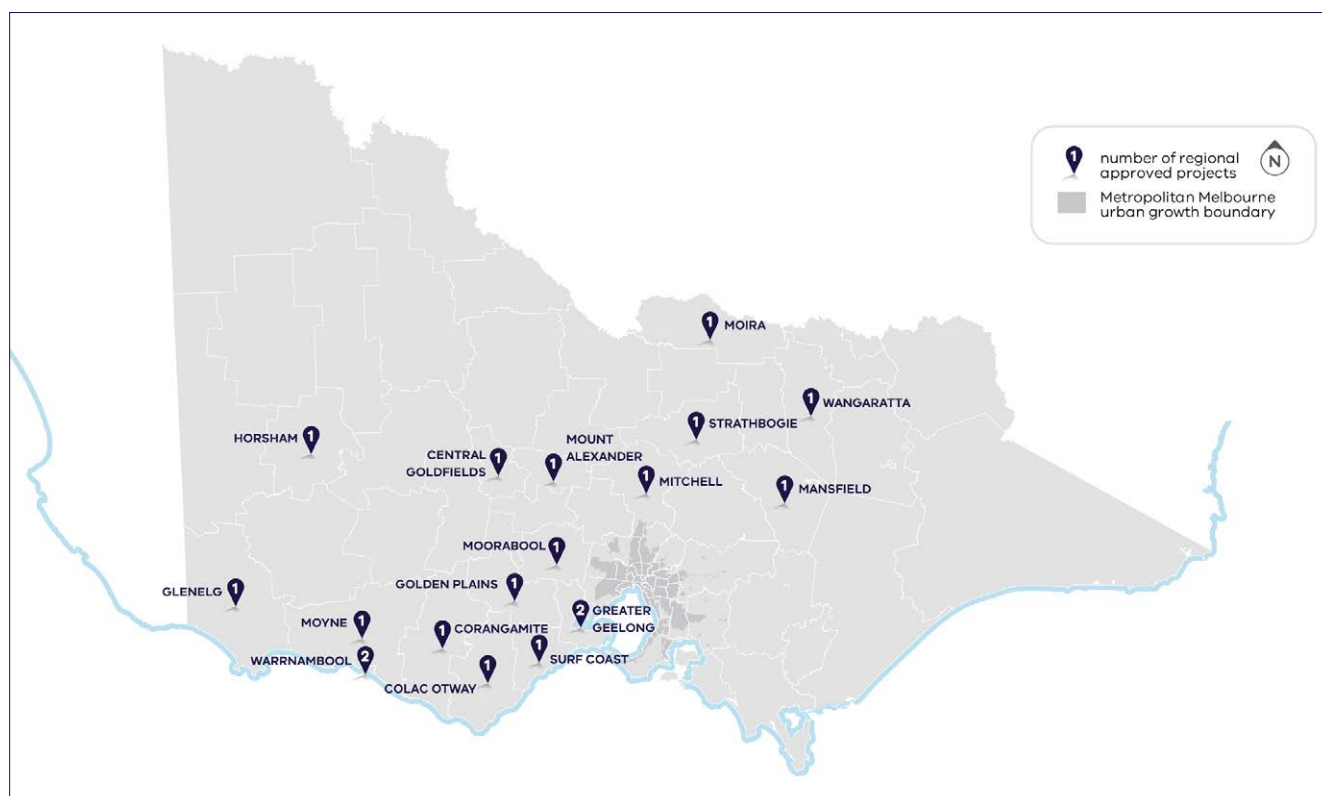 1 number of regional
approved projects
N
Metropolitan Melbourne
urban growth boundary
1 MOIRA
1 WANGARATTA
1 STRATHBOGIE
HORSHAM 1
CENTRAL
GOLDFIELDS 1
MOUNT
ALEXANDER
1
1 MITCHELL
1 MANSFIELD
MOORABOOL 1
GOLDEN PLAINS 1
GLENELG 1
2 GREATER
GEELONG
MOYNE 1
1 CORANGAMITE
1 SURF COAST
WARRNAMBOOL 2
COLAC OTWAY 1